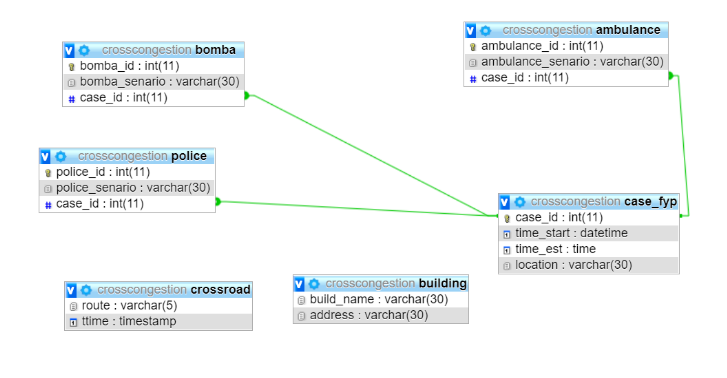 crosscongestion bomba
bomba_id : int(11)
bomba_senario : varchar(30)
case_id : int(11)
crosscongestion ambulance
ambulance_id : int(11)
ambulance_senario : varchar(30)
case_id : int(11)
crosscongestion police
police_id : int(11)
police_senario : varchar(30)
case_id : int(11)
crosscongestion case_fyp
case_id : int(11)
time_start : datetime
time_est : time
location : varchar(30)
crosscongestion crossroad
route : varchar(5)
ttime : timestamp
crosscongestion building
build_name : varchar(30)
address : varchar(30)